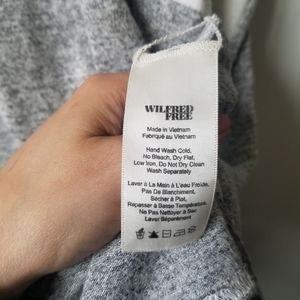 WILFRED
FREE
Made in Vietnam
Fabriqué au Vietnam
Hand Wash Cold,
No Bleach, Dry Flat,
Low Iron, Do Not Dry Clean
Wash Separately
Laver à La Main à L'eau Froide,
Pas De Blanchiment,
Sécher à Plat,
Repasser à Basse Température,
Ne Pas Nettoyer à Sec
Laver Séparément